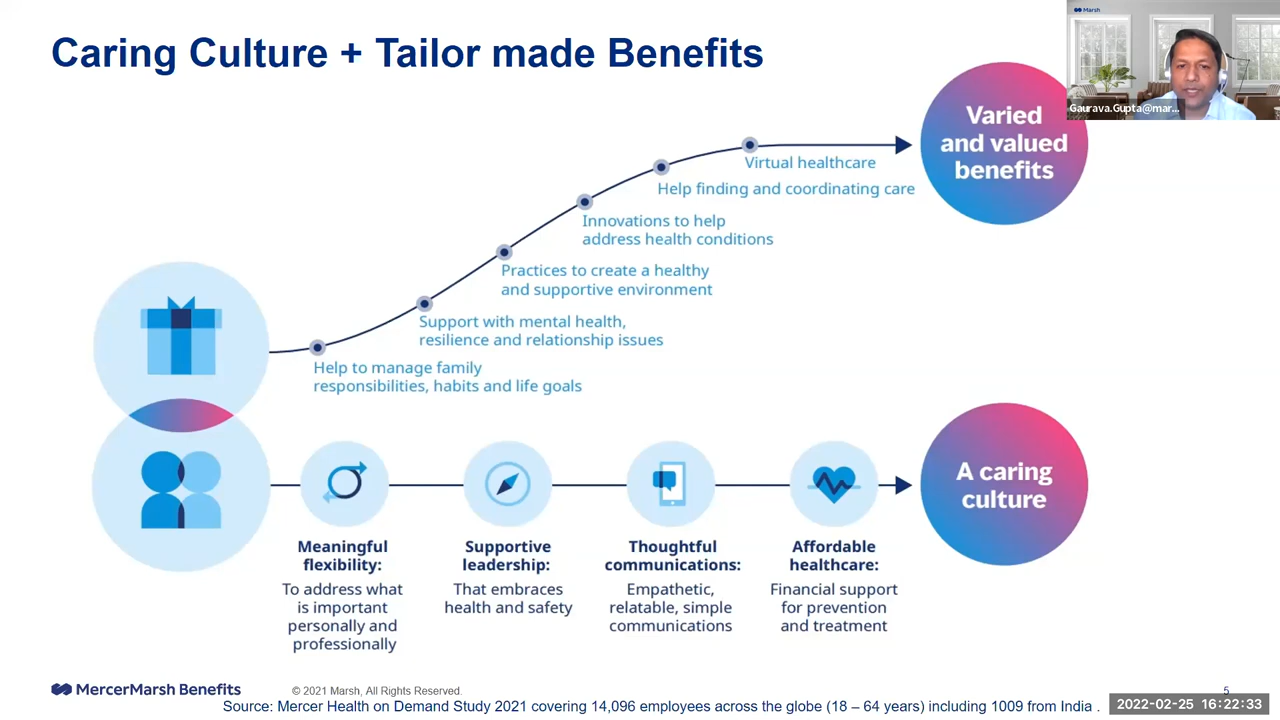 Caring Culture + Tailor made Benefits
Marsh
Gaurava.Gupta@mar...
Varied
and valued
benefits
Virtual healthcare
Help finding and coordinating care
Innovations to help
address health conditions
Practices to create a healthy
and supportive environment
Support with mental health,
resilience and relationship issues
Help to manage family
responsibilities, habits and life goals
A caring
culture
Meaningful
flexibility:
To address what
is important
personally and
professionally
Supportive
leadership:
That embraces
health and safety
Thoughtful
communications:
Empathetic,
relatable, simple
communications
Affordable
healthcare:
Financial support
for prevention
and treatment
MercerMarsh Benefits
© 2021 Marsh, All Rights Reserved.
5
Source: Mercer Health on Demand Study 2021 covering 14,096 employees across the globe (18 – 64 years) including 1009 from India .
2022-02-25 16:22:33